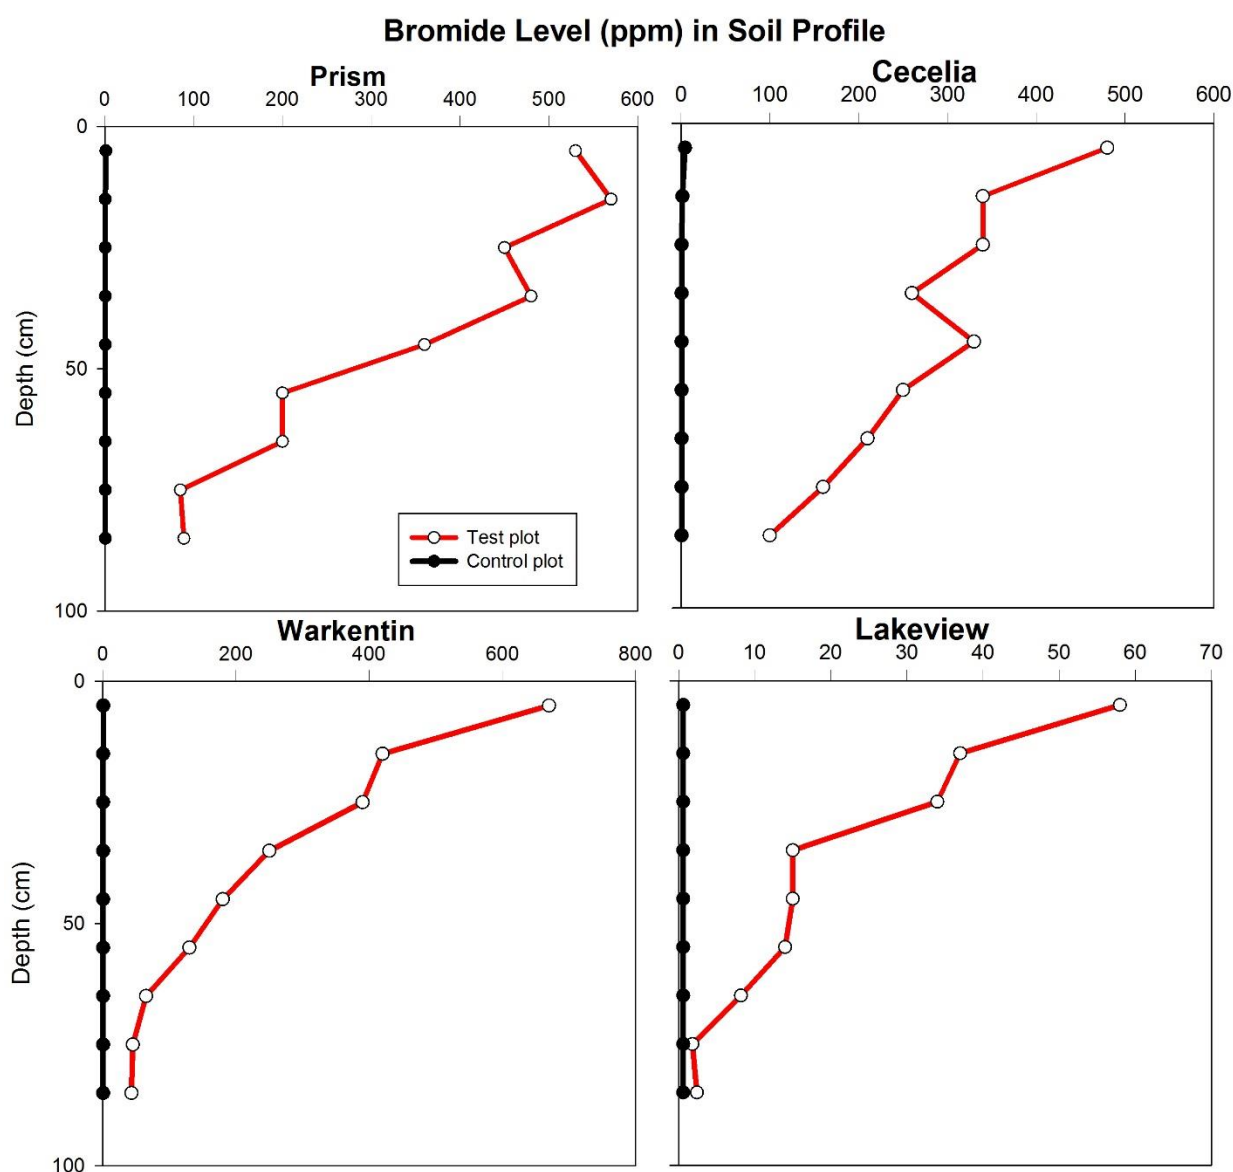 Bromide Level (ppm) in Soil Profile
Prism
0 100 200 300 400 500 600
0
50
100
Depth (cm)
Test plot
Control plot
Cecelia
0 100 200 300 400 500 600
Warkentin
0 200 400 600 800
0
50
100
Depth (cm)
Lakeview
0 10 20 30 40 50 60 70